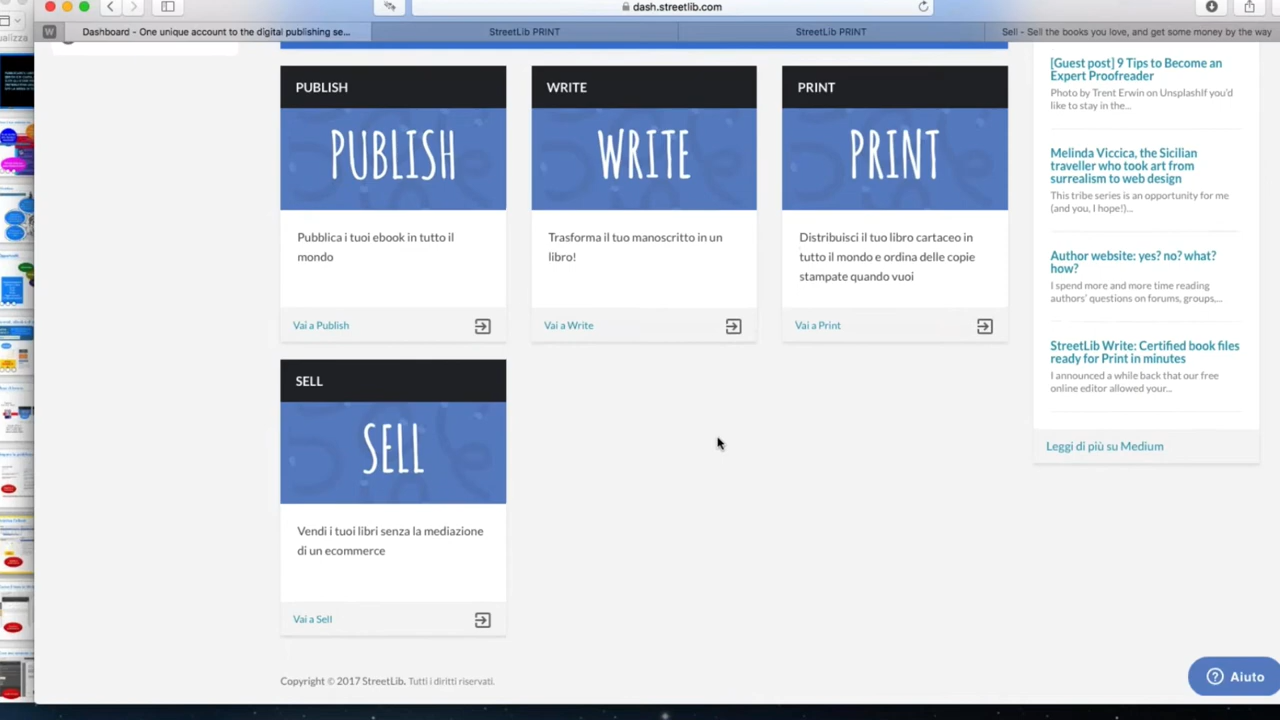 dash.streetlib.com
ualizza
W
Dashboard - One unique account to the digital publishing se...
StreetLib PRINT
StreetLib PRINT
Sell - Sell the books you love, and get some money by the way
PUBLISH
PUBLISH
Pubblica i tuoi ebook in tutto il
mondo
Vai a Publish
WRITE
WRITE
Trasforma il tuo manoscritto in un
libro!
Vai a Write
PRINT
PRINT
Distribuisci il tuo libro cartaceo in
tutto il mondo e ordina delle copie
stampate quando vuoi
Vai a Print
SELL
SELL
Vendi i tuoi libri senza la mediazione
di un ecommerce
Vai a Sell
[Guest post] 9 Tips to Become an
Expert Proofreader
Photo by Trent Erwin on UnsplashIf you'd
like to stay in the...
Melinda Viccica, the Sicilian
traveller who took art from
surrealism to web design
This tribe series is an opportunity for me
(and you, I hope!)...
Author website: yes? no? what?
how?
I spend more and more time reading
authors' questions on forums, groups,...
StreetLib Write: Certified book files
ready for Print in minutes
I announced a while back that our free
online editor allowed your...
Leggi di più su Medium
Copyright © 2017 StreetLib. Tutti i diritti riservati.
Aiuto